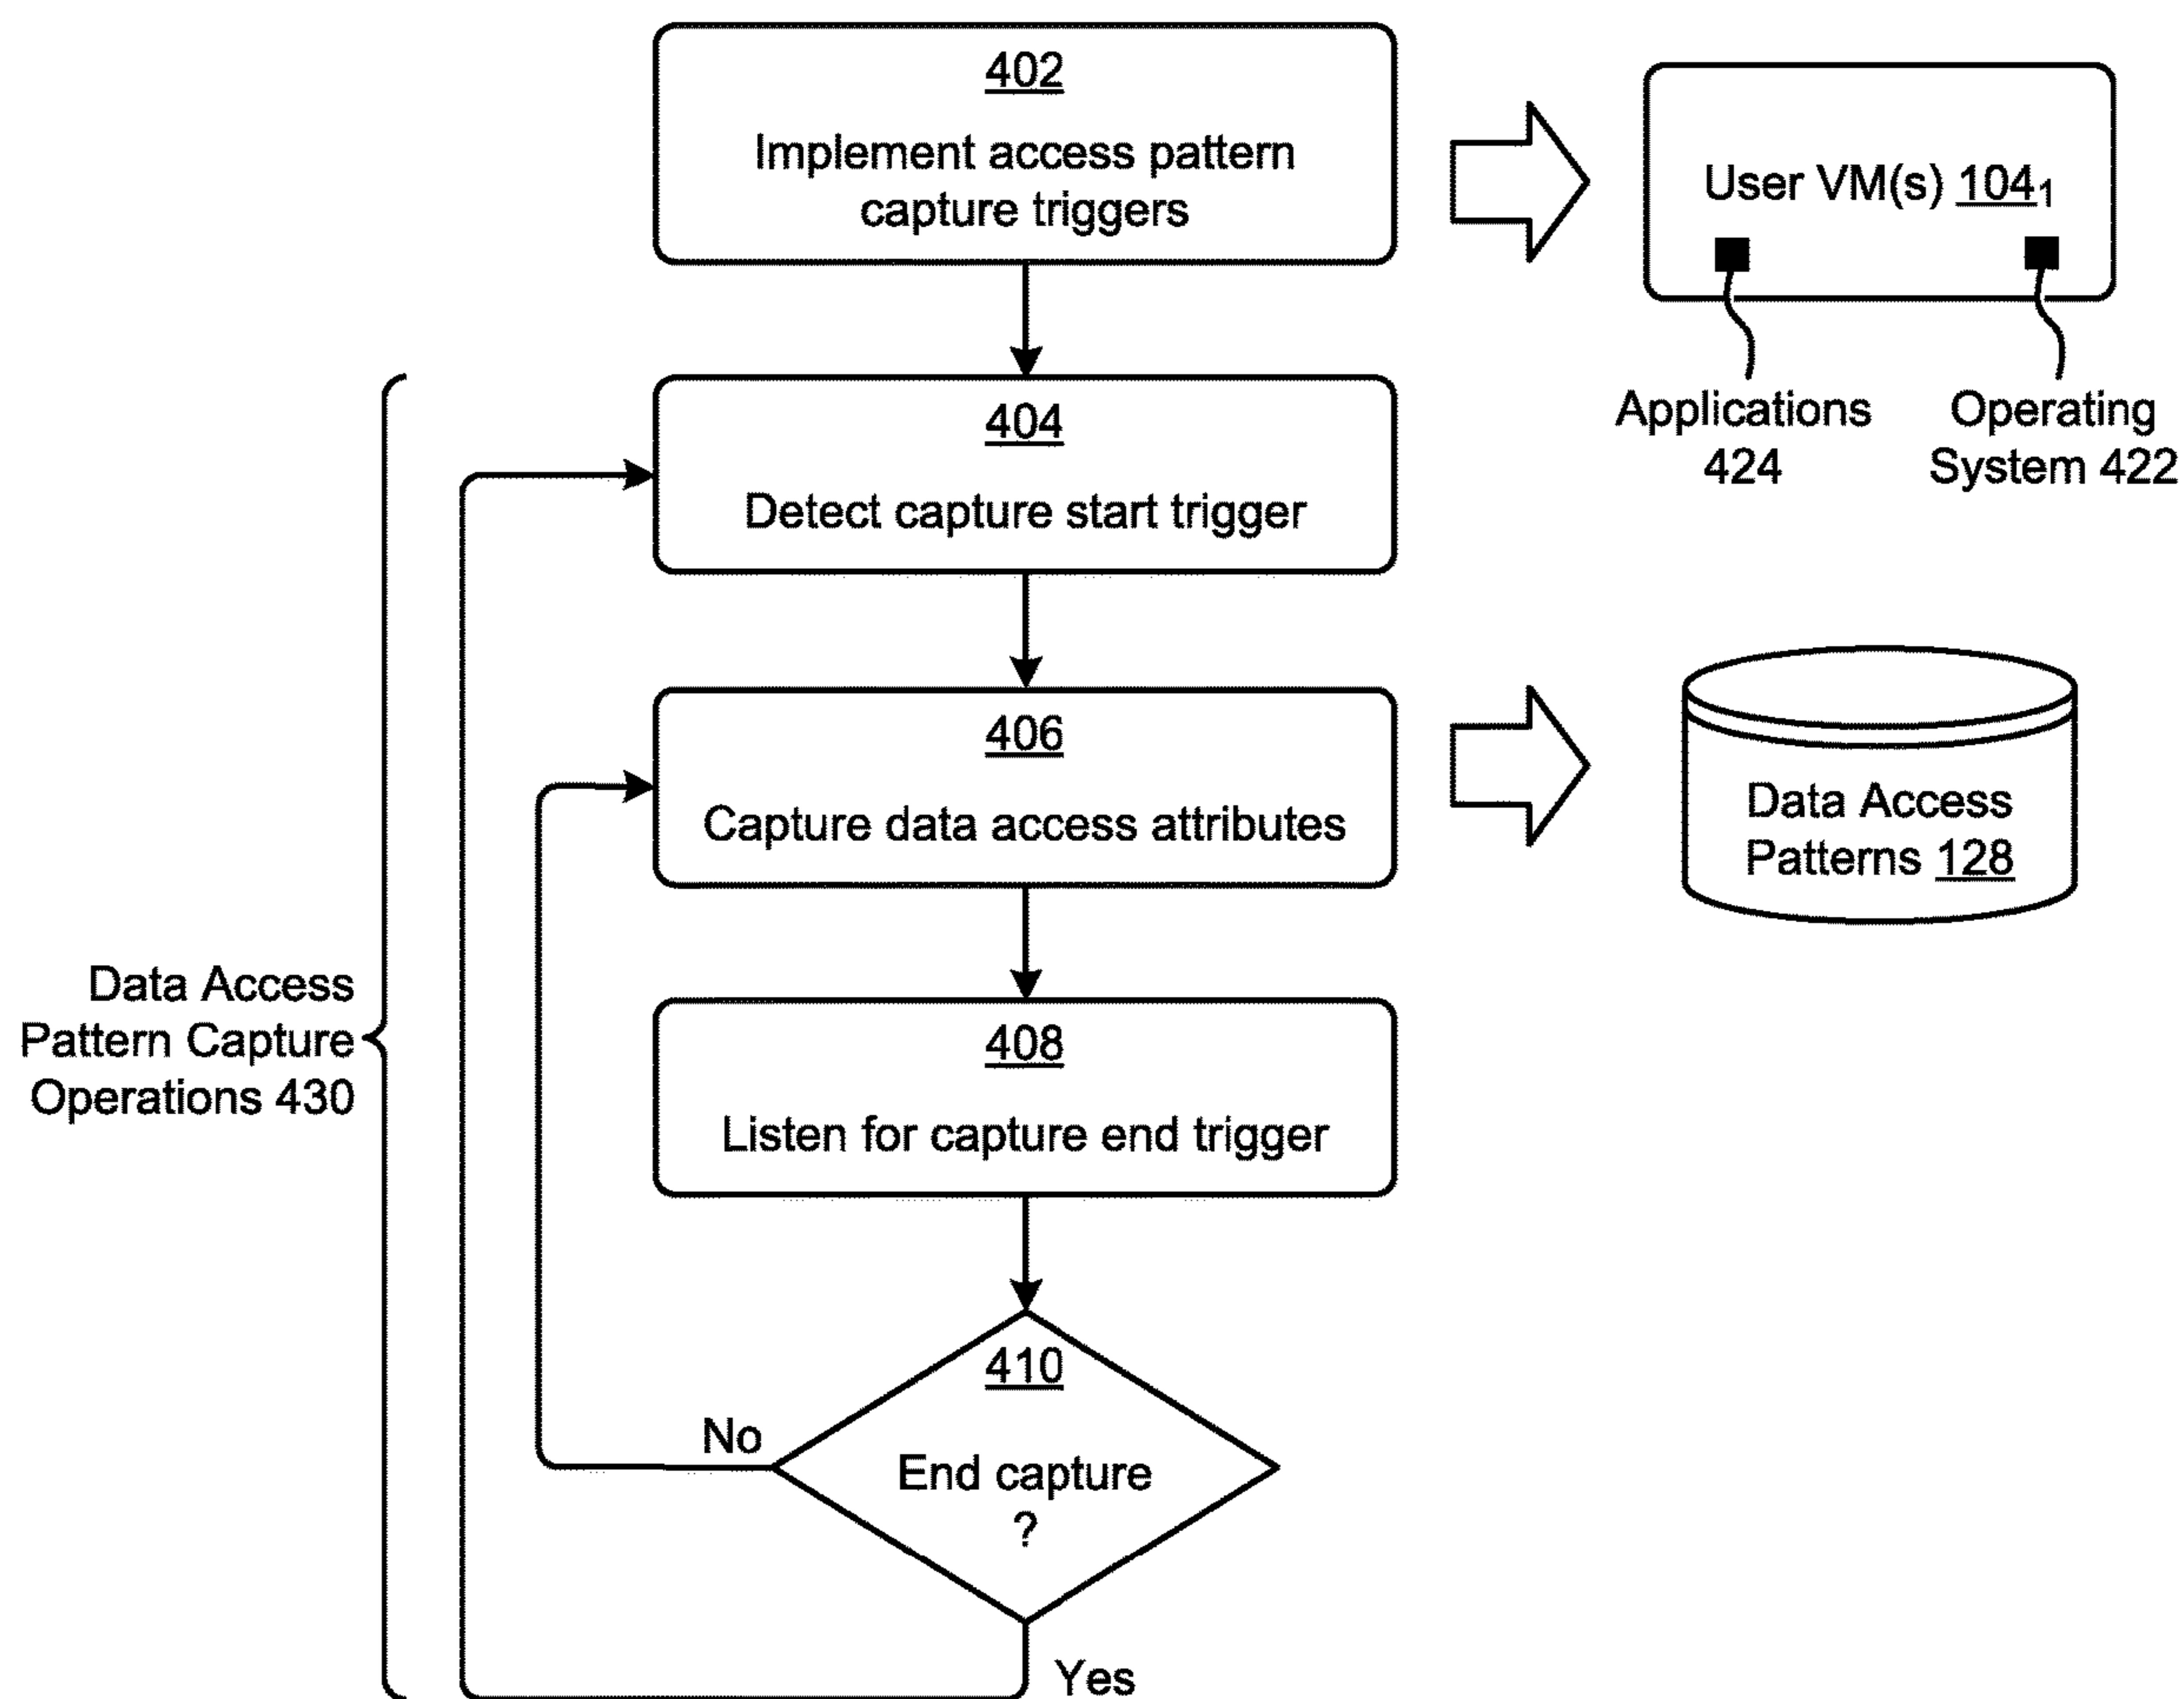 402
Implement access pattern
capture triggers
User VM(s) 104₁
Applications
424
Operating
System 422
404
Detect capture start trigger
406
Capture data access attributes
Data Access
Patterns 128
Data Access
Pattern Capture
Operations 430
408
Listen for capture end trigger
410
No
End capture
?
Yes